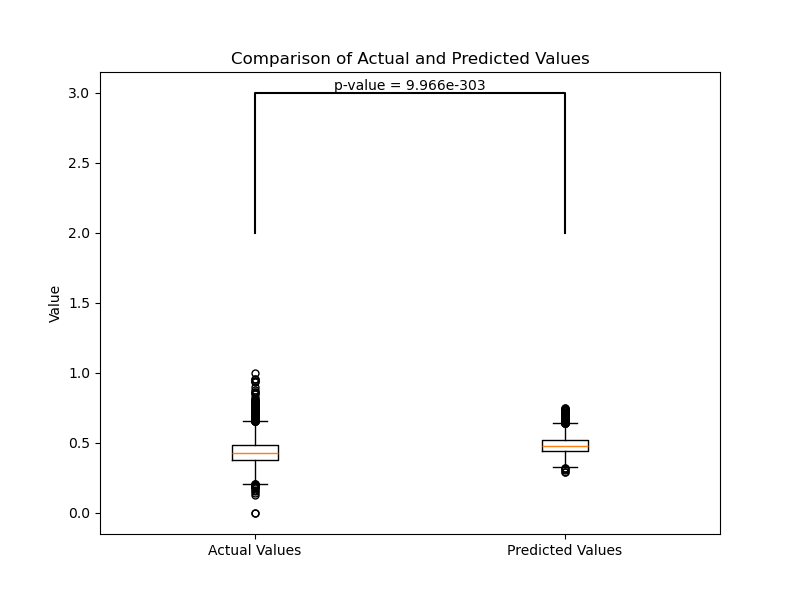 Comparison of Actual and Predicted Values
p-value = 9.966e-303
3.0
2.5
2.0
1.5
1.0
0.5
0.0
Value
Actual Values
Predicted Values